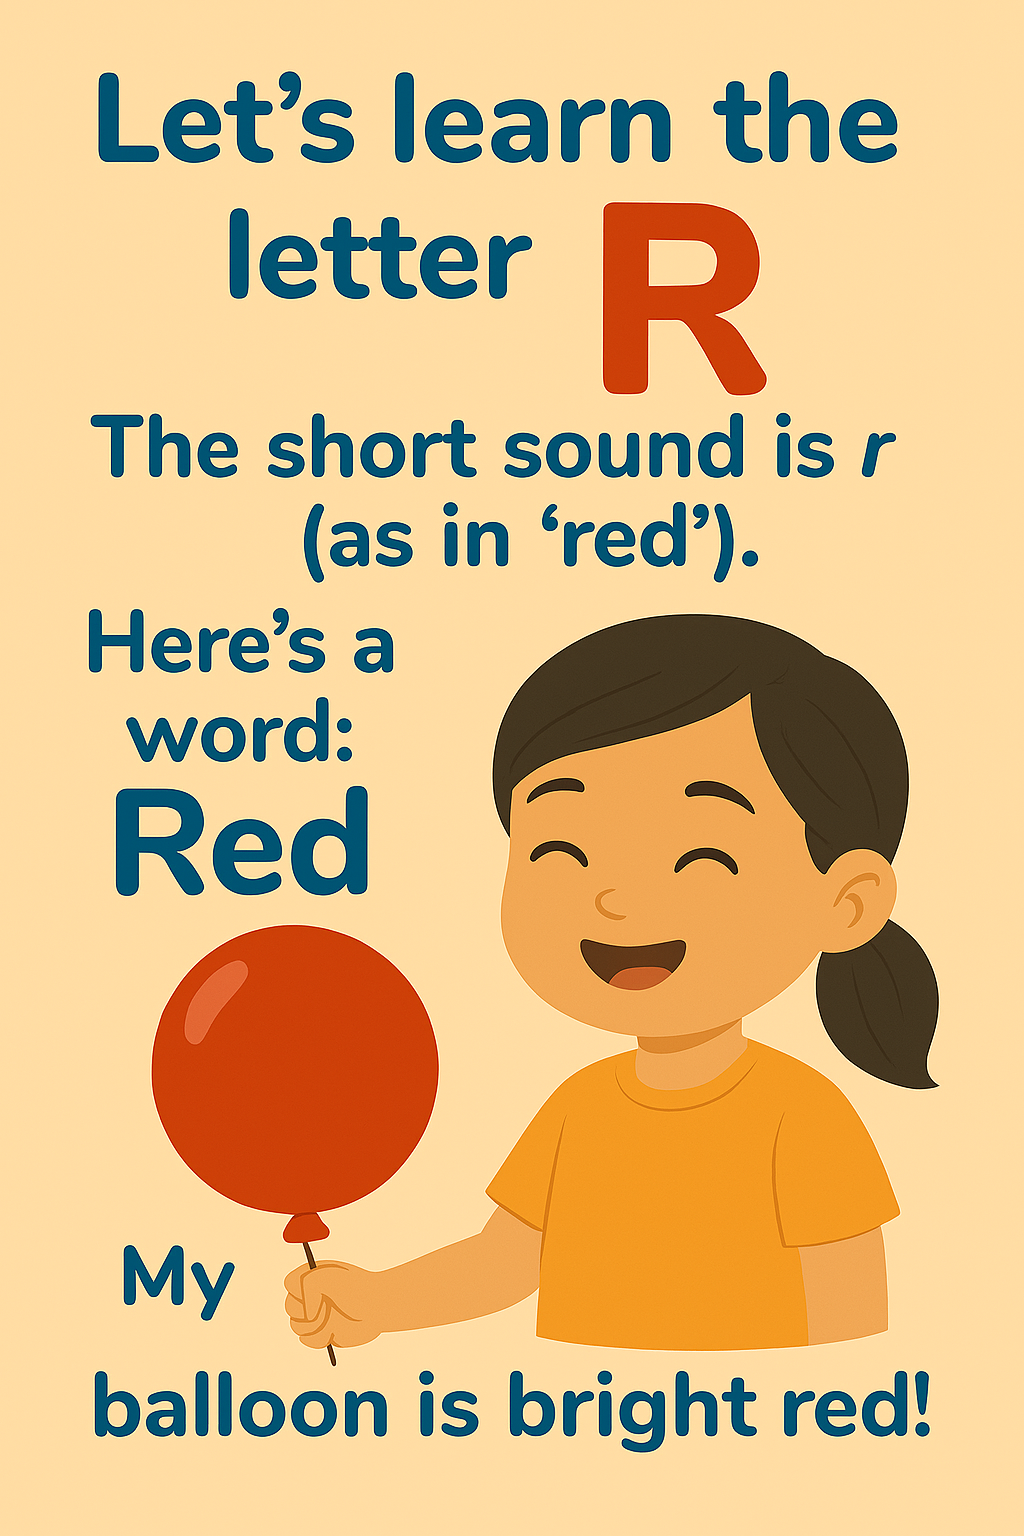 Let’s learn the
letter R
The short sound is r
(as in ‘red’).
Here’s a
word:
Red
My
balloon is bright red!